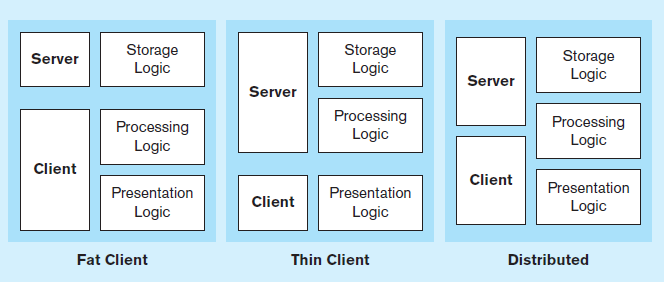 Server
Storage
Logic
Client
Processing
Logic
Presentation
Logic
Fat Client
Server
Storage
Logic
Processing
Logic
Client
Presentation
Logic
Thin Client
Server
Storage
Logic
Processing
Logic
Client
Presentation
Logic
Distributed